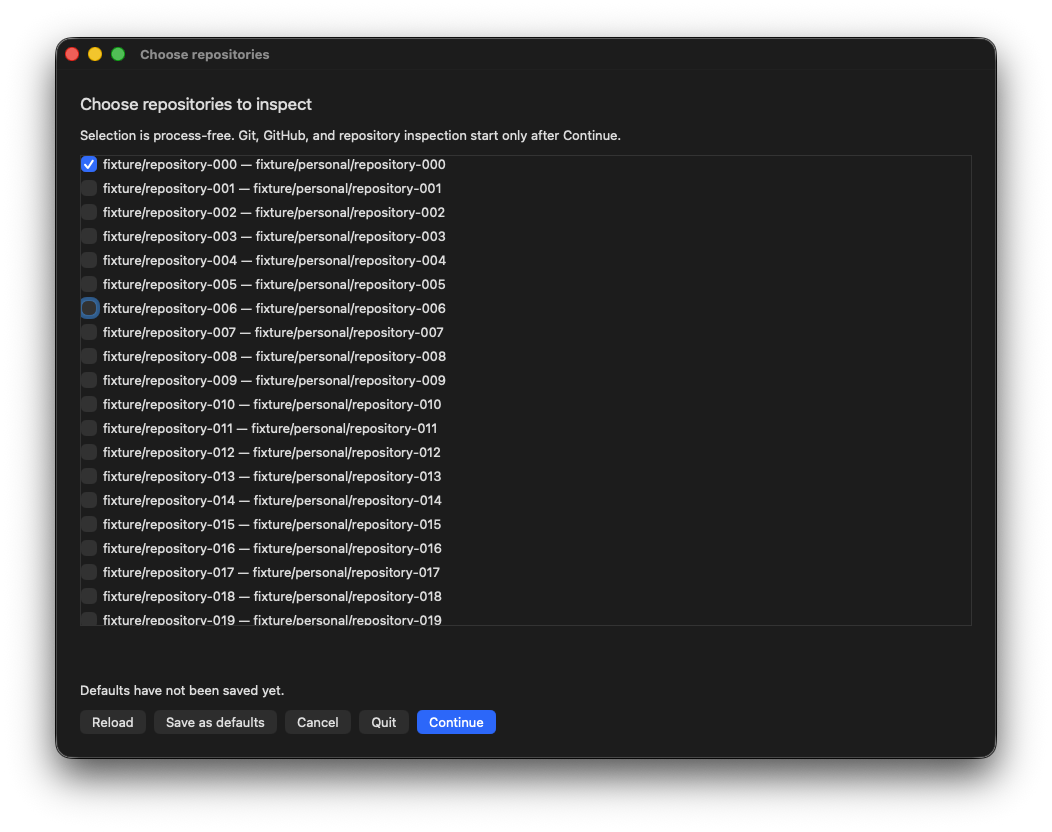 Choose repositories
Choose repositories to inspect
Selection is process-free. Git, GitHub, and repository inspection start only after Continue.
fixture/repository-000 — fixture/personal/repository-000
fixture/repository-001 — fixture/personal/repository-001
fixture/repository-002 — fixture/personal/repository-002
fixture/repository-003 — fixture/personal/repository-003
fixture/repository-004 — fixture/personal/repository-004
fixture/repository-005 — fixture/personal/repository-005
fixture/repository-006 — fixture/personal/repository-006
fixture/repository-007 — fixture/personal/repository-007
fixture/repository-008 — fixture/personal/repository-008
fixture/repository-009 — fixture/personal/repository-009
fixture/repository-010 — fixture/personal/repository-010
fixture/repository-011 — fixture/personal/repository-011
fixture/repository-012 — fixture/personal/repository-012
fixture/repository-013 — fixture/personal/repository-013
fixture/repository-014 — fixture/personal/repository-014
fixture/repository-015 — fixture/personal/repository-015
fixture/repository-016 — fixture/personal/repository-016
fixture/repository-017 — fixture/personal/repository-017
fixture/repository-018 — fixture/personal/repository-018
fixture/repository-019 — fixture/personal/repository-019
Defaults have not been saved yet.
Reload Save as defaults Cancel Quit Continue